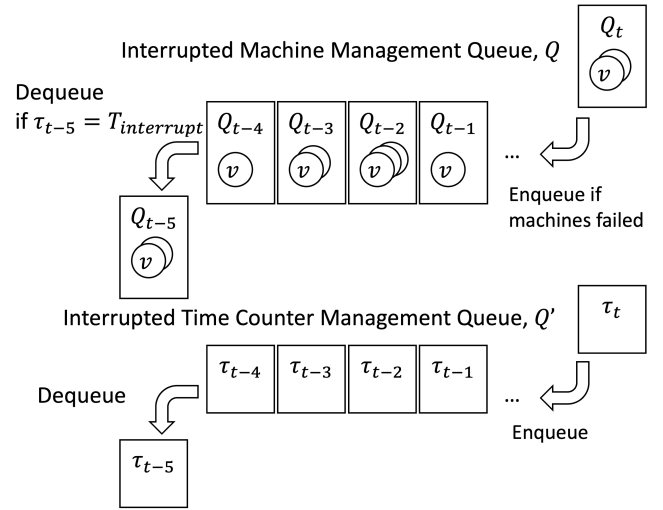 Interrupted Machine Management Queue, Q
Q_t
v
Dequeue
if τ_{t−5} = T_{interrupt}
Q_{t−4} Q_{t−3} Q_{t−2} Q_{t−1}
v v v v ...
Enqueue if
machines failed
Q_{t−5}
v
Interrupted Time Counter Management Queue, Q’
τ_t
τ_{t−4} τ_{t−3} τ_{t−2} τ_{t−1}
Dequeue ...
Enqueue
τ_{t−5}